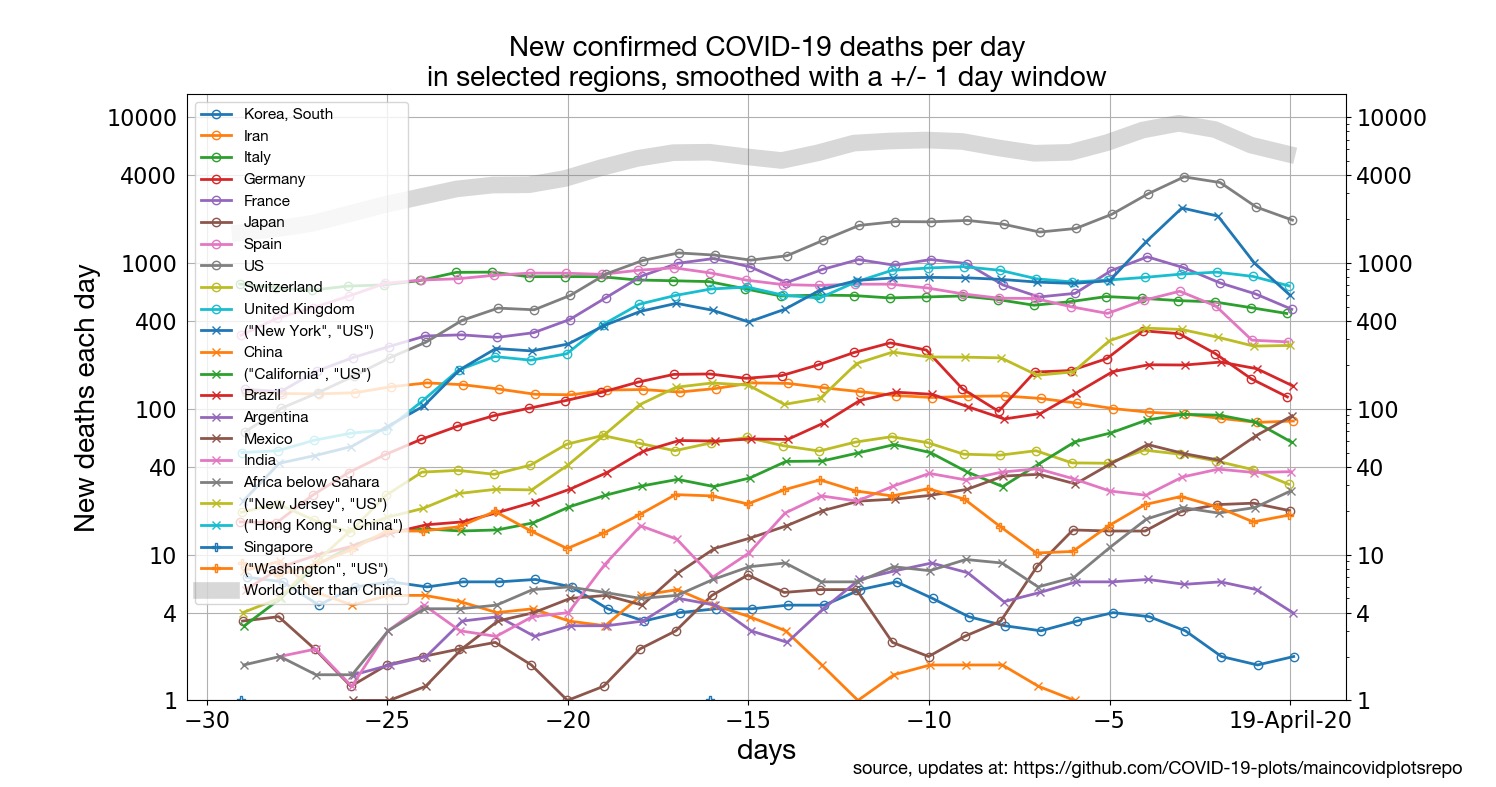 New confirmed COVID-19 deaths per day
in selected regions, smoothed with a +/- 1 day window
New deaths each day
10000
4000
1000
400
100
40
10
4
1
Korea, South
Iran
Italy
Germany
France
Japan
Spain
US
Switzerland
United Kingdom
("New York", "US")
China
("California", "US")
Brazil
Argentina
Mexico
India
Africa below Sahara
("New Jersey", "US")
("Hong Kong", "China")
Singapore
("Washington", "US")
World other than China
10000
4000
1000
400
100
40
10
4
1
−30 −25 −20 −15 −10 −5 19-April-20
days
source, updates at: https://github.com/COVID-19-plots/maincovidplotsrepo